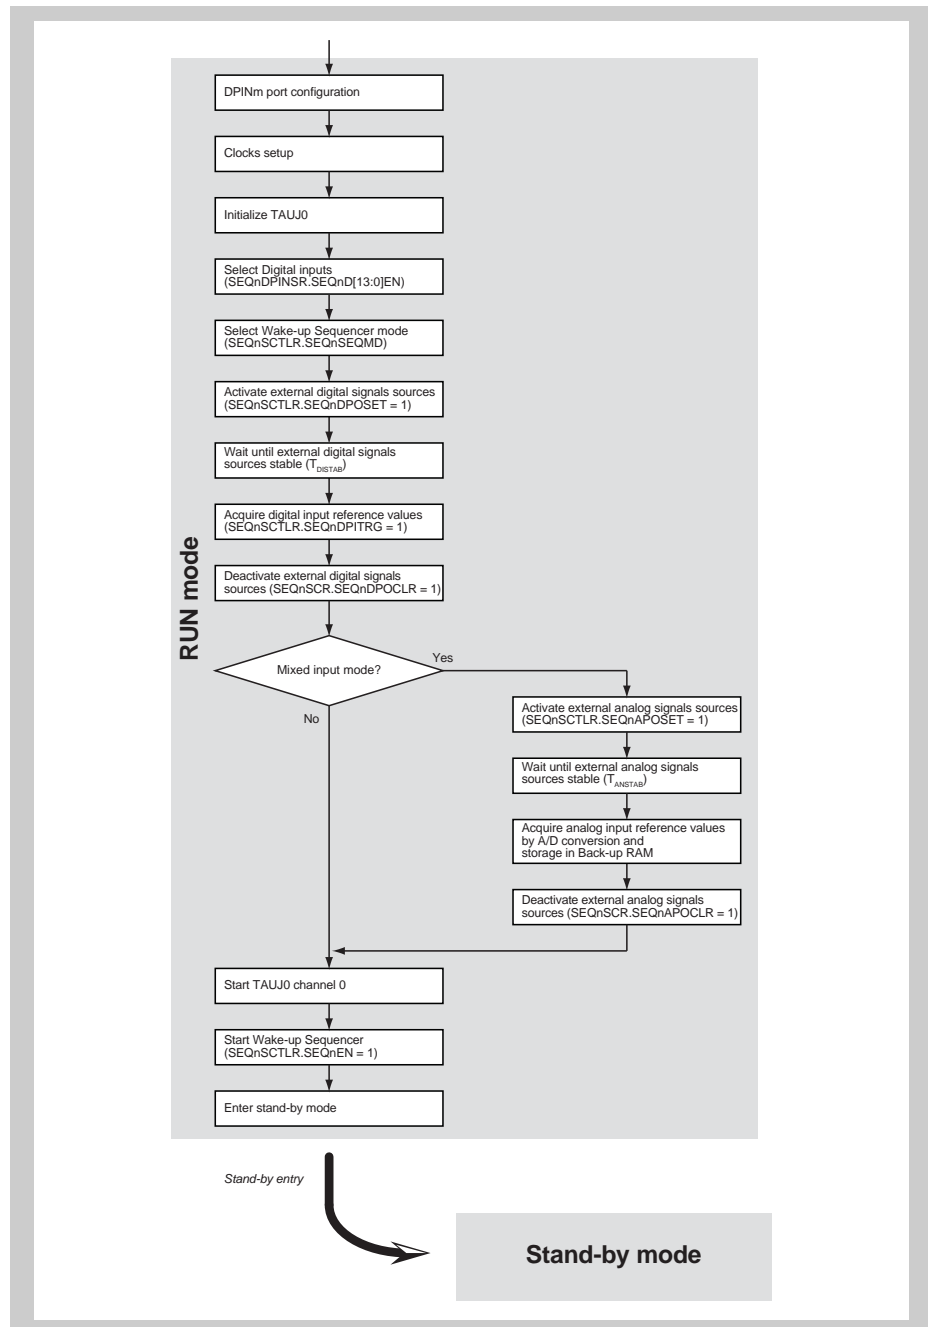 DPINm port configuration
Clocks setup
Initialize TAUJ0
Select Digital inputs
(SEQnDPINSR.SEQnD[13:0]EN)
Select Wake-up Sequencer mode
(SEQnSCTLR.SEQnSEQMD)
Activate external digital signals sources
(SEQnSCTLR.SEQnDPOSET = 1)
Wait until external digital signals
sources stable (TDISTAB)
Acquire digital input reference values
(SEQnSCTLR.SEQnDPITRG = 1)
Deactivate external digital signals
sources (SEQnSCR.SEQnDPOCLR = 1)
RUN mode
Mixed input mode?
Yes
No
Activate external analog signals sources
(SEQnSCTLR.SEQnAPOSET = 1)
Wait until external analog signals
sources stable (TANSTAB)
Acquire analog input reference values
by A/D conversion and
storage in Back-up RAM
Deactivate external analog signals
sources (SEQnSCR.SEQnAPOCLR = 1)
Start TAUJ0 channel 0
Start Wake-up Sequencer
(SEQnSCTLR.SEQnEN = 1)
Enter stand-by mode
Stand-by entry
Stand-by mode